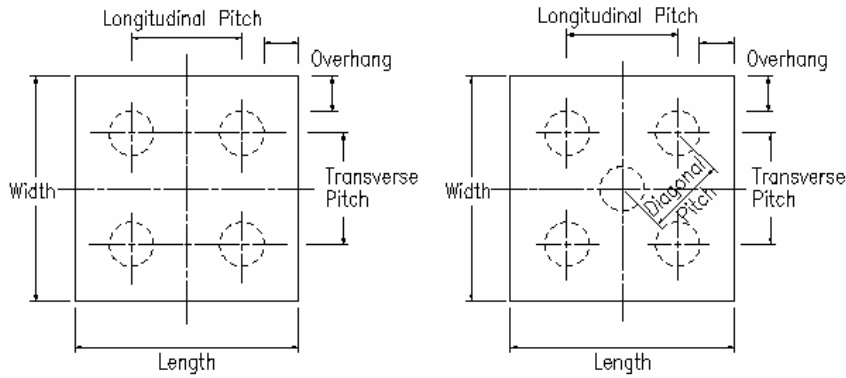 Longitudinal Pitch
Overhang
Width
Transverse
Pitch
Length
Longitudinal Pitch
Overhang
Width
Diagonal
Pitch
Transverse
Pitch
Length